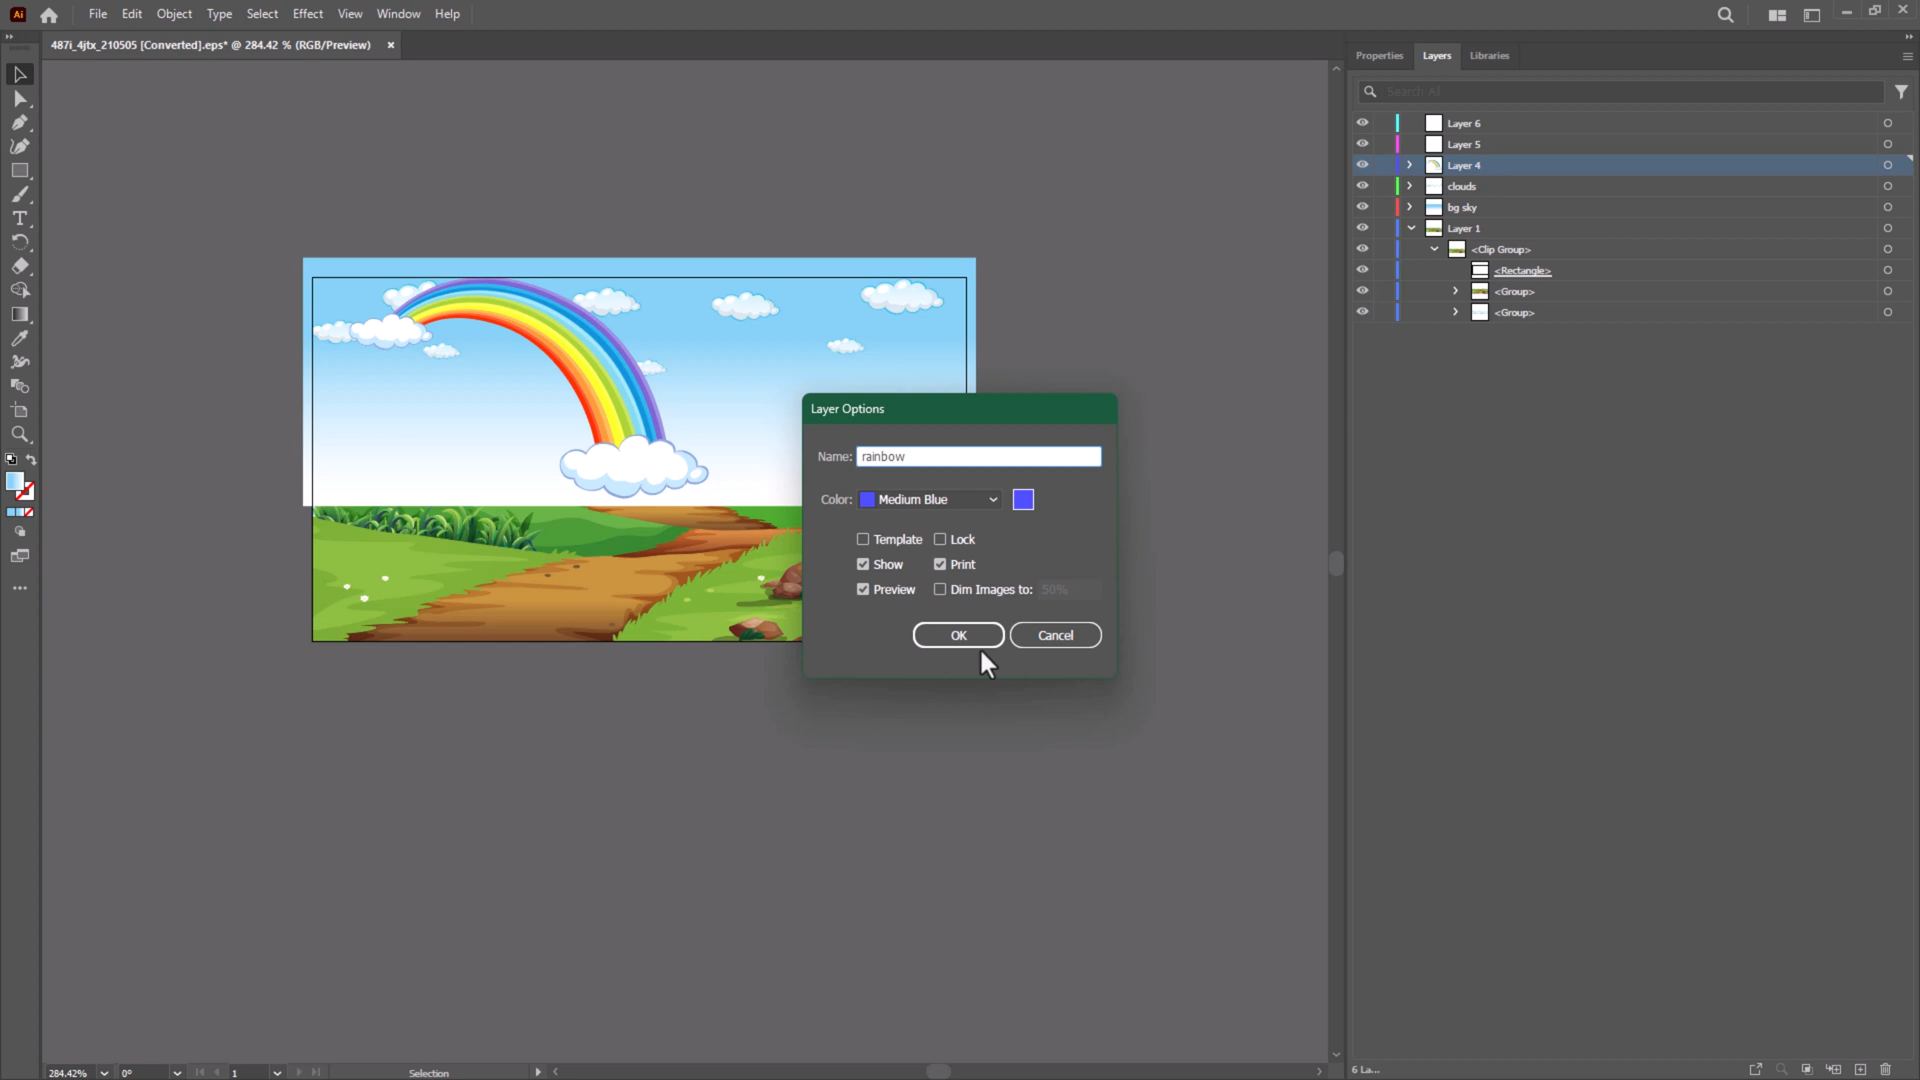 Ai File Edit Object Type Select Effect View Window Help
487i_4jtx_210505 [Converted].eps* @ 284.42 % (RGB/Preview) ×
Properties Layers Libraries
Search All
Layer 6
Layer 5
Layer 4
clouds
bg sky
Layer 1
<Clip Group>
<Rectangle>
<Group>
<Group>
Layer Options
Name: rainbow
Color: Medium Blue
Template Lock
Show Print
Preview Dim Images to: 50%
OK Cancel
284.42% 0° 1 Selection
6 La...